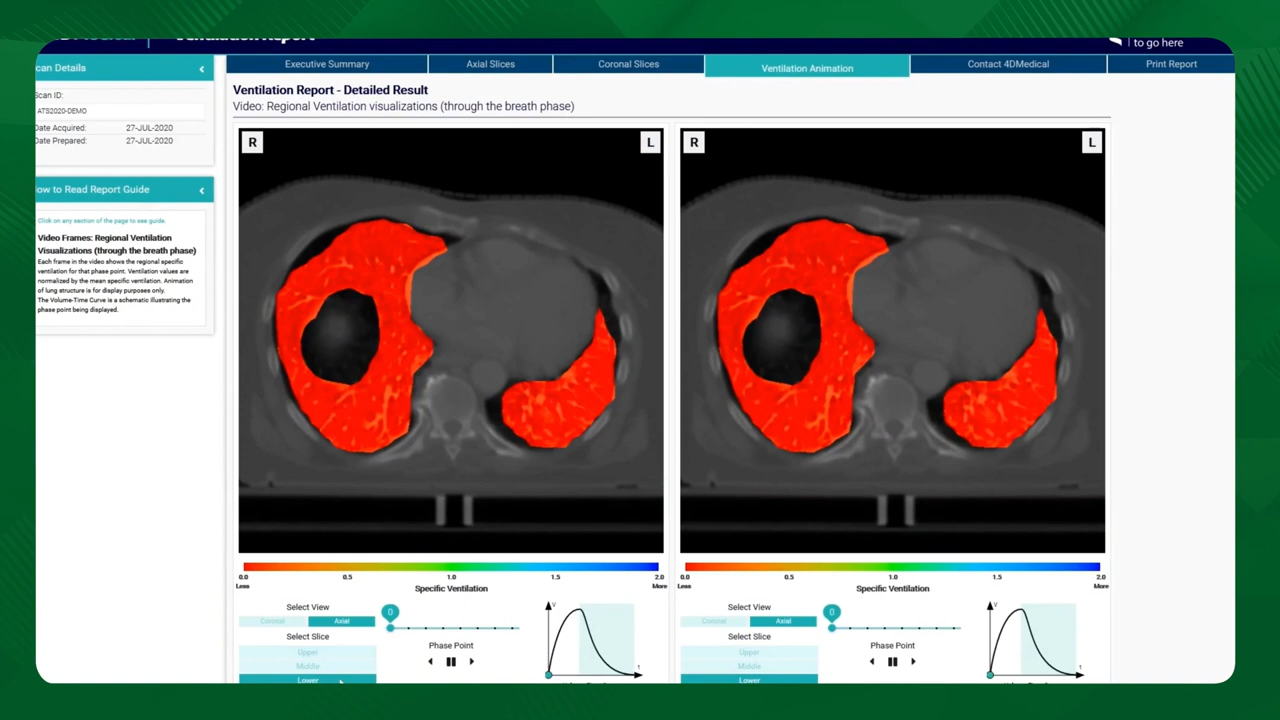 Ventilation Report
to go here
can Details
Executive Summary
Axial Slices
Coronal Slices
Ventilation Animation
Contact 4DMedical
Print Report
Scan ID:
ATS2020-DEMO
Date Acquired: 27-JUL-2020
Date Prepared: 27-JUL-2020
Ventilation Report - Detailed Result
Video: Regional Ventilation visualizations (through the breath phase)
ow to Read Report Guide
Click on any section of the page to see guide.
Video Frames: Regional Ventilation
Visualizations (through the breath phase)
Each frame in the video shows the regional specific
ventilation for that phase point. Ventilation values are
normalized by the mean specific ventilation. Animation
of lung structure is for display purposes only.
The Volume-Time Curve is a schematic illustrating the
phase point being displayed.
R L
R L
0.0 0.5 1.0 1.5 2.0
Less Specific Ventilation More
Select View
Coronal Axial
Select Slice
Upper
Middle
Lower
0
Phase Point
V
t
0.0 0.5 1.0 1.5 2.0
Less Specific Ventilation More
Select View
Coronal Axial
Select Slice
Upper
Middle
Lower
0
Phase Point
V
t